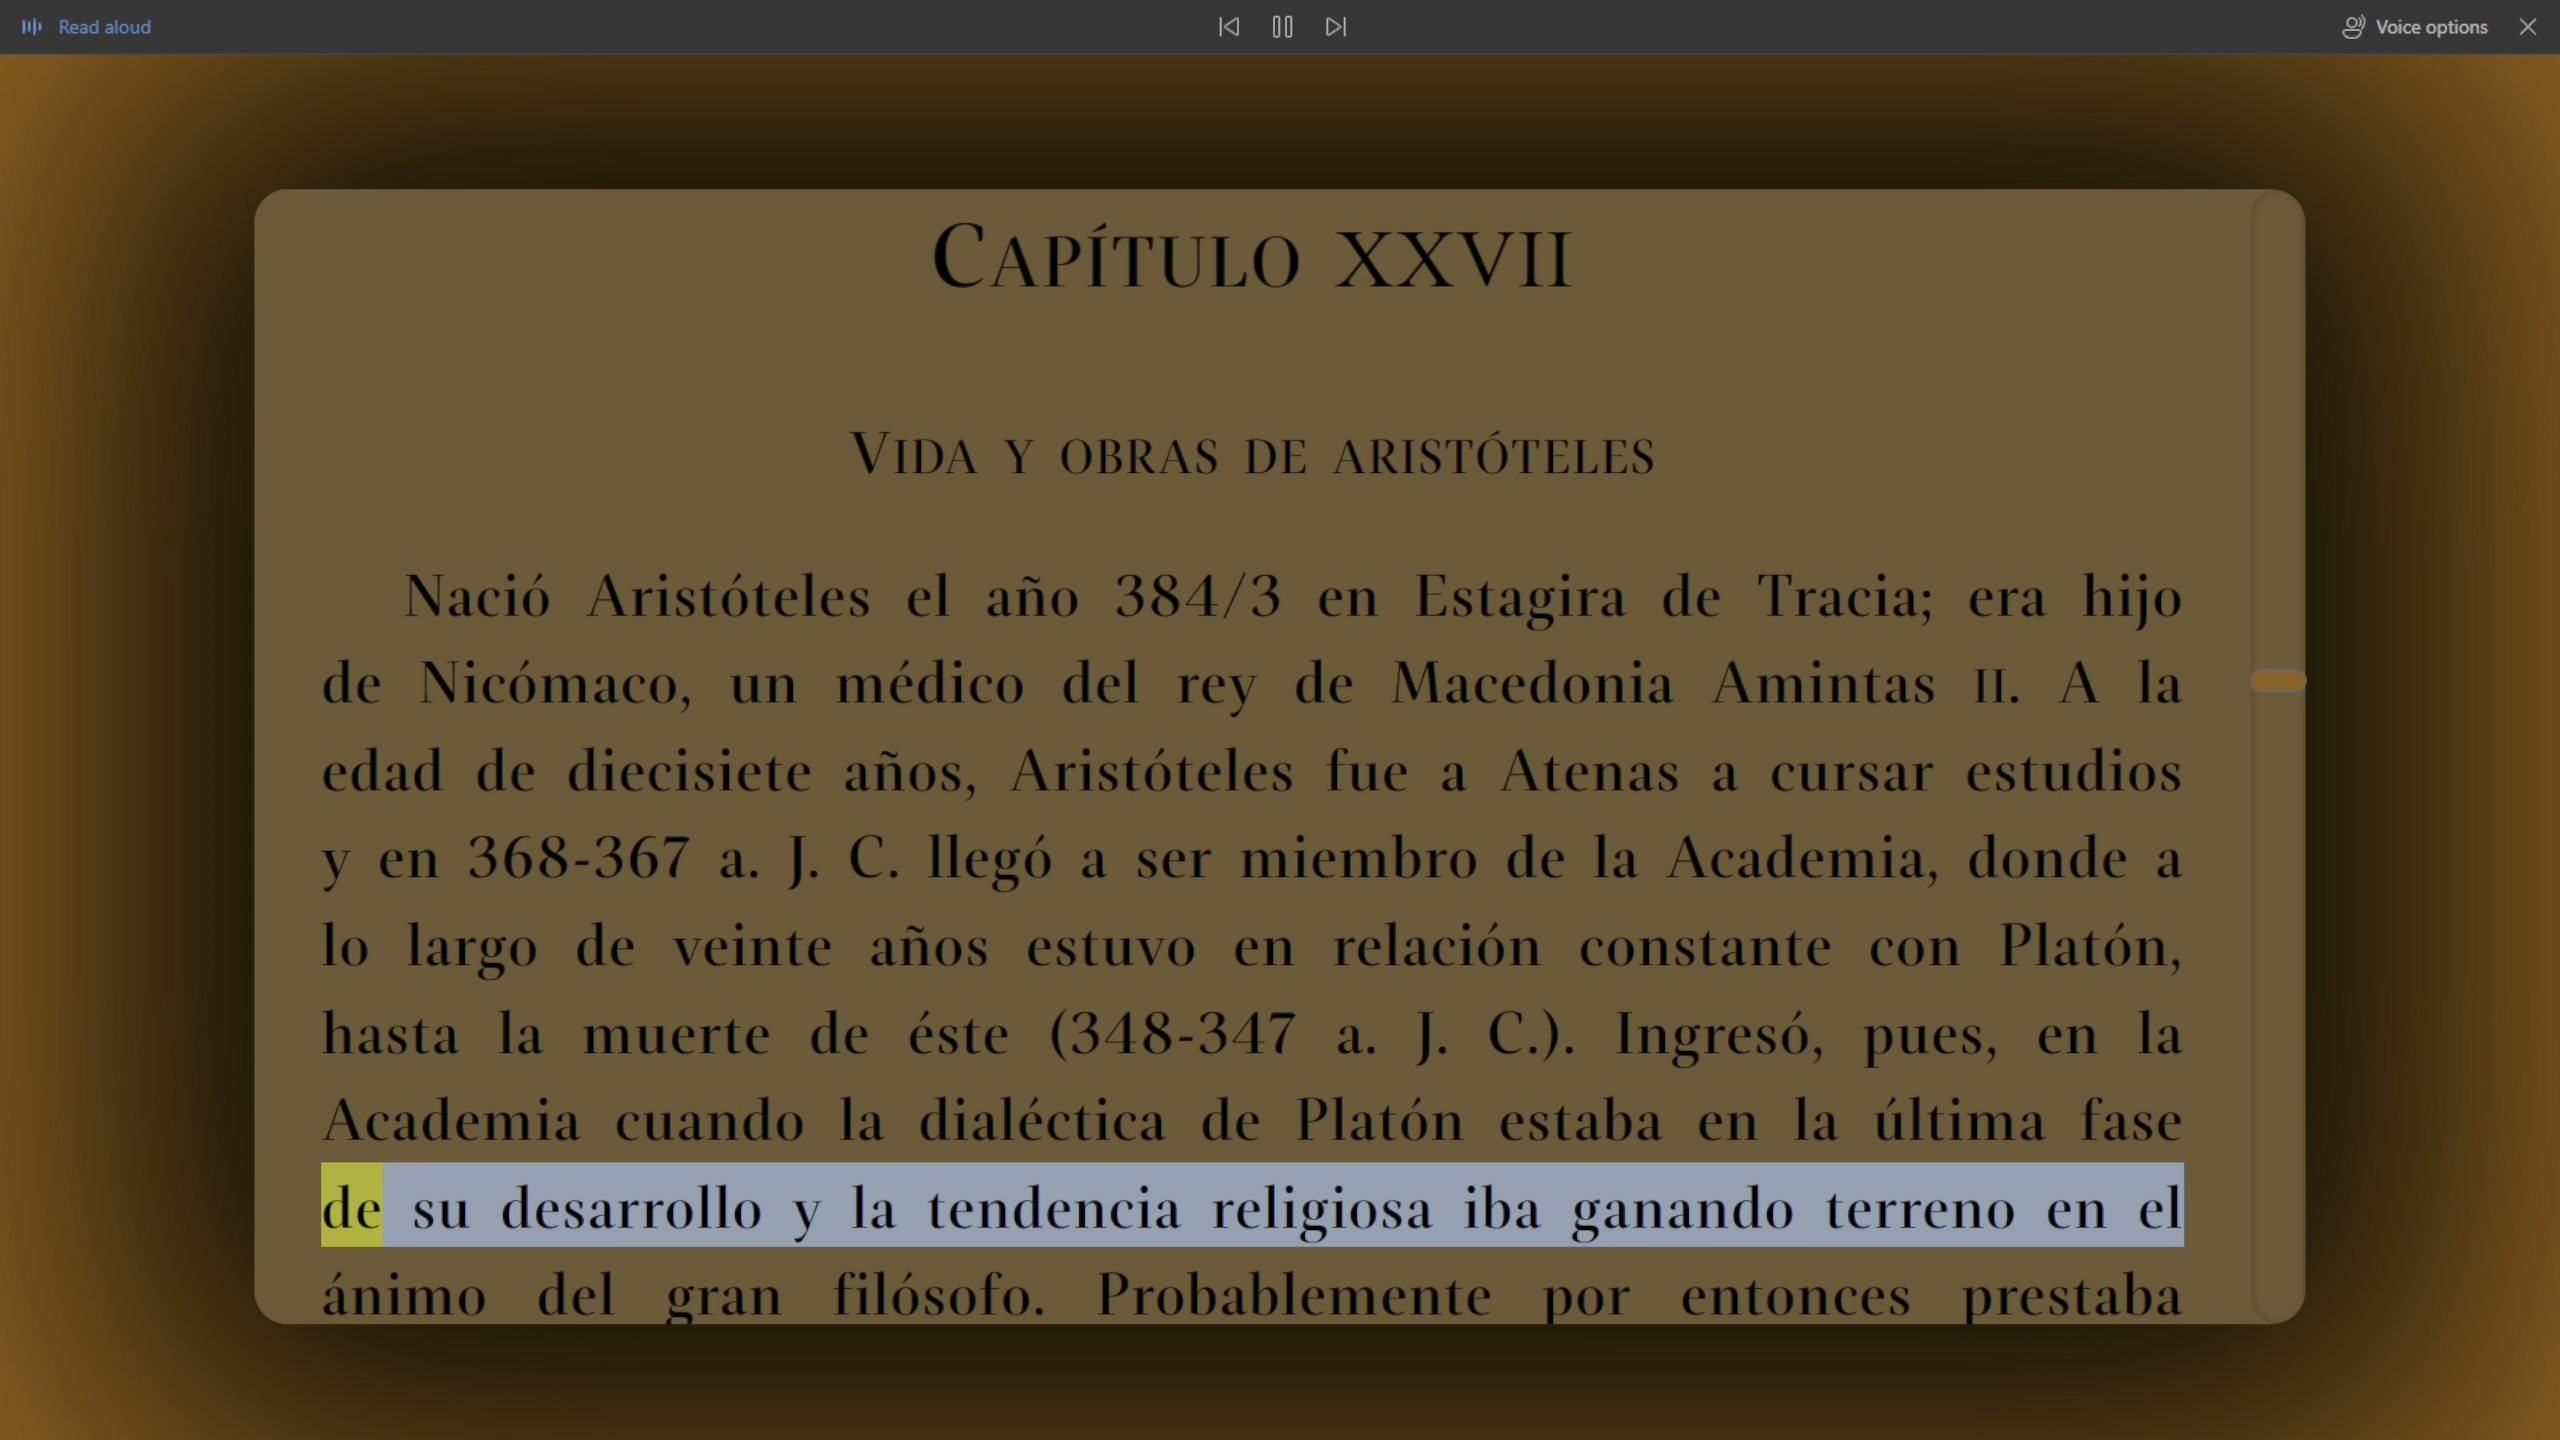 Read aloud
Voice options
Capítulo XXVII
Vida y obras de aristóteles
Nació Aristóteles el año 384/3 en Estagira de Tracia; era hijo
de Nicómaco, un médico del rey de Macedonia Amintas II. A la
edad de diecisiete años, Aristóteles fue a Atenas a cursar estudios
y en 368-367 a. J. C. llegó a ser miembro de la Academia, donde a
lo largo de veinte años estuvo en relación constante con Platón,
hasta la muerte de éste (348-347 a. J. C.). Ingresó, pues, en la
Academia cuando la dialéctica de Platón estaba en la última fase
de su desarrollo y la tendencia religiosa iba ganando terreno en el
ánimo del gran filósofo. Probablemente por entonces prestaba